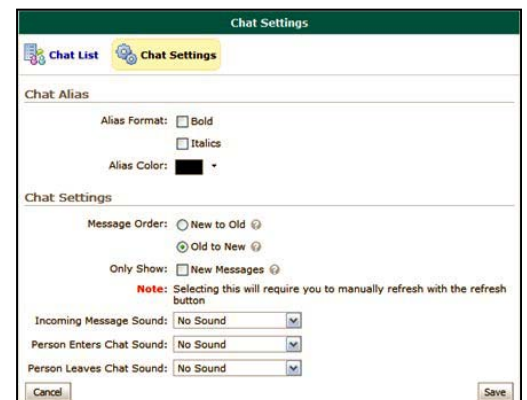 Chat Settings
Chat List Chat Settings
Chat Alias
Alias Format: Bold
Italics
Alias Color:
Chat Settings
Message Order: New to Old
Old to New
Only Show: New Messages
Note: Selecting this will require you to manually refresh with the refresh
button
Incoming Message Sound: No Sound
Person Enters Chat Sound: No Sound
Person Leaves Chat Sound: No Sound
Cancel Save